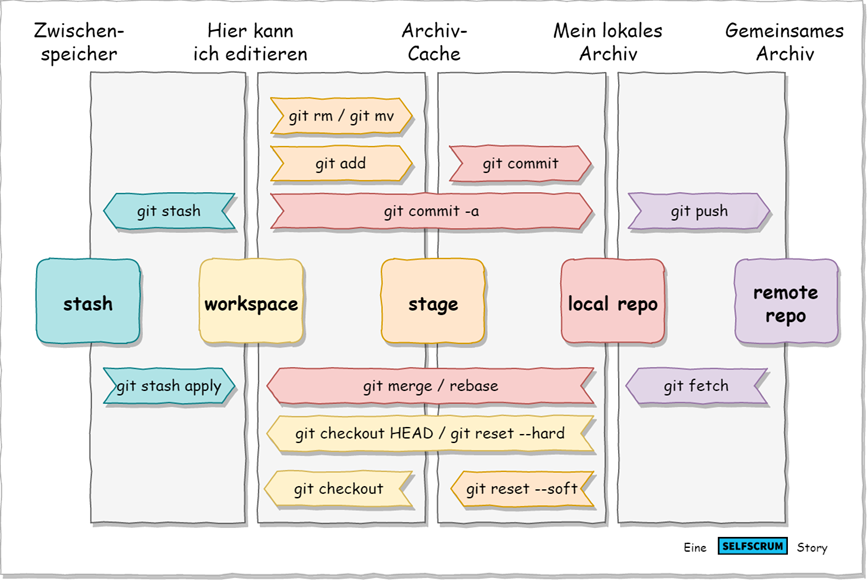 Zwischen-
speicher
Hier kann
ich editieren
Archiv-
Cache
Mein lokales
Archiv
Gemeinsames
Archiv
git rm / git mv
git add
git commit
git stash
git commit -a
git push
stash
workspace
stage
local repo
remote
repo
git stash apply
git merge / rebase
git fetch
git checkout HEAD / git reset --hard
git checkout
git reset --soft
Eine SELFSCRUM Story